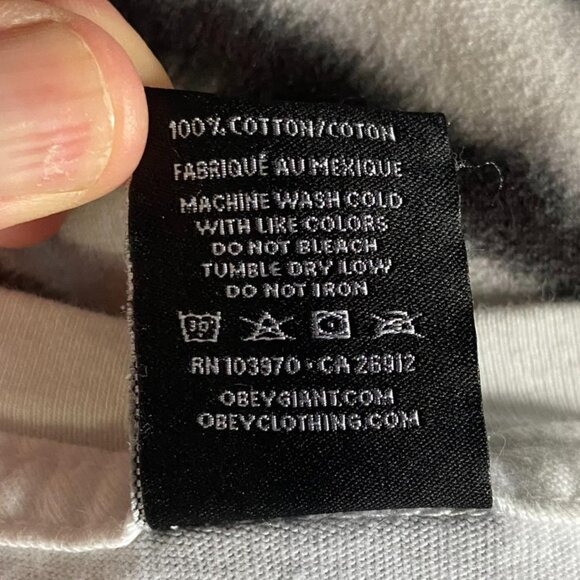 100% COTTON/COTON
FABRIQUÉ AU MEXIQUE
MACHINE WASH COLD
WITH LIKE COLORS
DO NOT BLEACH
TUMBLE DRY LOW
DO NOT IRON
30°
RN 103970 · CA 26912
OBEYGIANT.COM
OBEYCLOTHING.COM